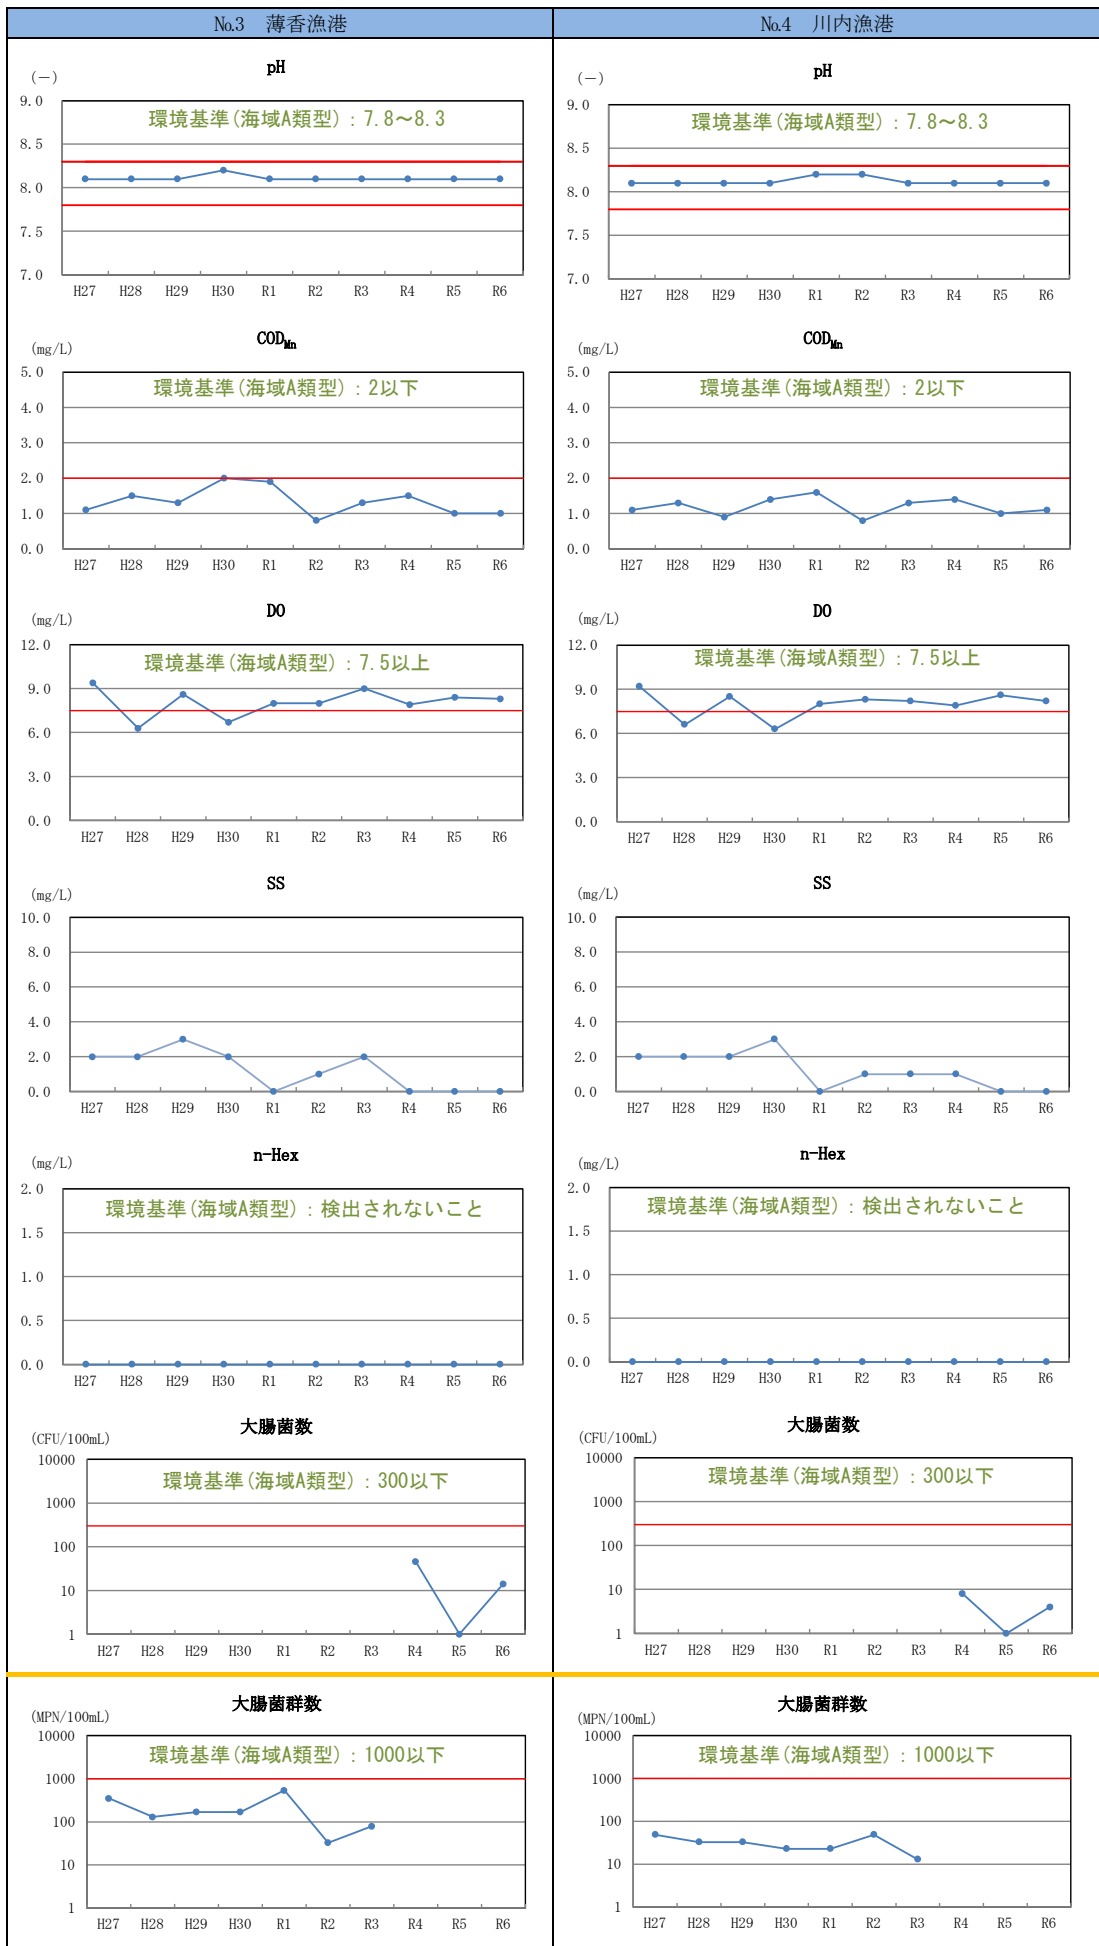 №3　薄香漁港
№4　川内漁港
pH
(－)
環境基準(海域A類型)：7.8～8.3
9.0
8.5
8.0
7.5
7.0
H27 H28 H29 H30 R1 R2 R3 R4 R5 R6
pH
(－)
環境基準(海域A類型)：7.8～8.3
9.0
8.5
8.0
7.5
7.0
H27 H28 H29 H30 R1 R2 R3 R4 R5 R6
CODMn
(mg/L)
環境基準(海域A類型)：2以下
5.0
4.0
3.0
2.0
1.0
0.0
H27 H28 H29 H30 R1 R2 R3 R4 R5 R6
CODMn
(mg/L)
環境基準(海域A類型)：2以下
5.0
4.0
3.0
2.0
1.0
0.0
H27 H28 H29 H30 R1 R2 R3 R4 R5 R6
DO
(mg/L)
環境基準(海域A類型)：7.5以上
12.0
9.0
6.0
3.0
0.0
H27 H28 H29 H30 R1 R2 R3 R4 R5 R6
DO
(mg/L)
環境基準(海域A類型)：7.5以上
12.0
9.0
6.0
3.0
0.0
H27 H28 H29 H30 R1 R2 R3 R4 R5 R6
SS
(mg/L)
10.0
8.0
6.0
4.0
2.0
0.0
H27 H28 H29 H30 R1 R2 R3 R4 R5 R6
SS
(mg/L)
10.0
8.0
6.0
4.0
2.0
0.0
H27 H28 H29 H30 R1 R2 R3 R4 R5 R6
n-Hex
(mg/L)
環境基準(海域A類型)：検出されないこと
2.0
1.5
1.0
0.5
0.0
H27 H28 H29 H30 R1 R2 R3 R4 R5 R6
n-Hex
(mg/L)
環境基準(海域A類型)：検出されないこと
2.0
1.5
1.0
0.5
0.0
H27 H28 H29 H30 R1 R2 R3 R4 R5 R6
大腸菌数
(CFU/100mL)
環境基準(海域A類型)：300以下
10000
1000
100
10
1
H27 H28 H29 H30 R1 R2 R3 R4 R5 R6
大腸菌数
(CFU/100mL)
環境基準(海域A類型)：300以下
10000
1000
100
10
1
H27 H28 H29 H30 R1 R2 R3 R4 R5 R6
大腸菌群数
(MPN/100mL)
環境基準(海域A類型)：1000以下
10000
1000
100
10
1
H27 H28 H29 H30 R1 R2 R3 R4 R5 R6
大腸菌群数
(MPN/100mL)
環境基準(海域A類型)：1000以下
10000
1000
100
10
1
H27 H28 H29 H30 R1 R2 R3 R4 R5 R6